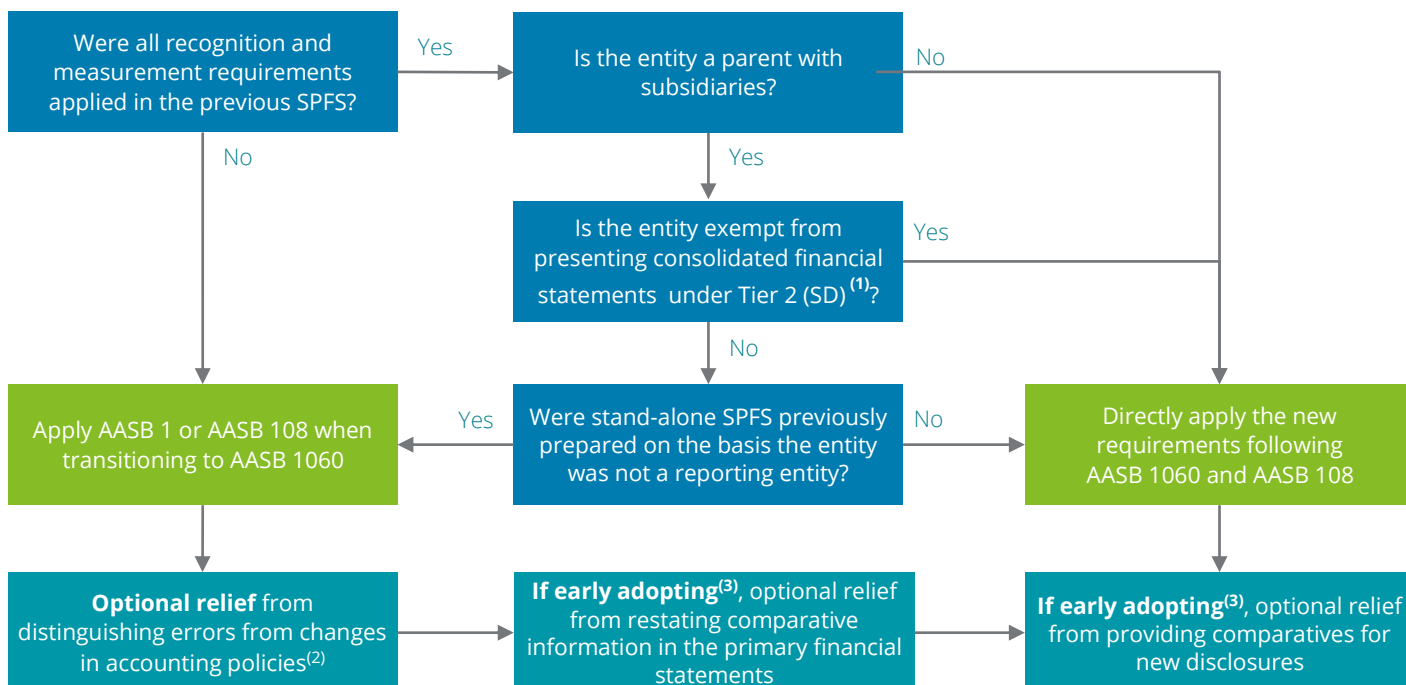 Were all recognition and
measurement requirements
applied in the previous SPFS?
Yes
Is the entity a parent with
subsidiaries?
No
No
Yes
Is the entity exempt from
presenting consolidated financial
statements under Tier 2 (SD) (1)?
Yes
No
Apply AASB 1 or AASB 108 when
transitioning to AASB 1060
Yes
Were stand-alone SPFS previously
prepared on the basis the entity
was not a reporting entity?
No
Directly apply the new
requirements following
AASB 1060 and AASB 108
Optional relief from
distinguishing errors from changes
in accounting policies(2)
If early adopting(3), optional relief
from restating comparative
information in the primary financial
statements
If early adopting(3), optional relief
from providing comparatives for
new disclosures